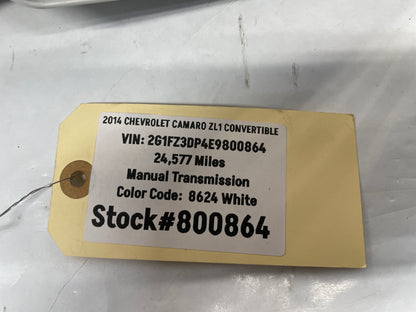 2014 CHEVROLET CAMARO ZL1 CONVERTIBLE
VIN: 2G1FZ3DP4E9800864
24,577 Miles
Manual Transmission
Color Code: 8624 White
Stock#800864